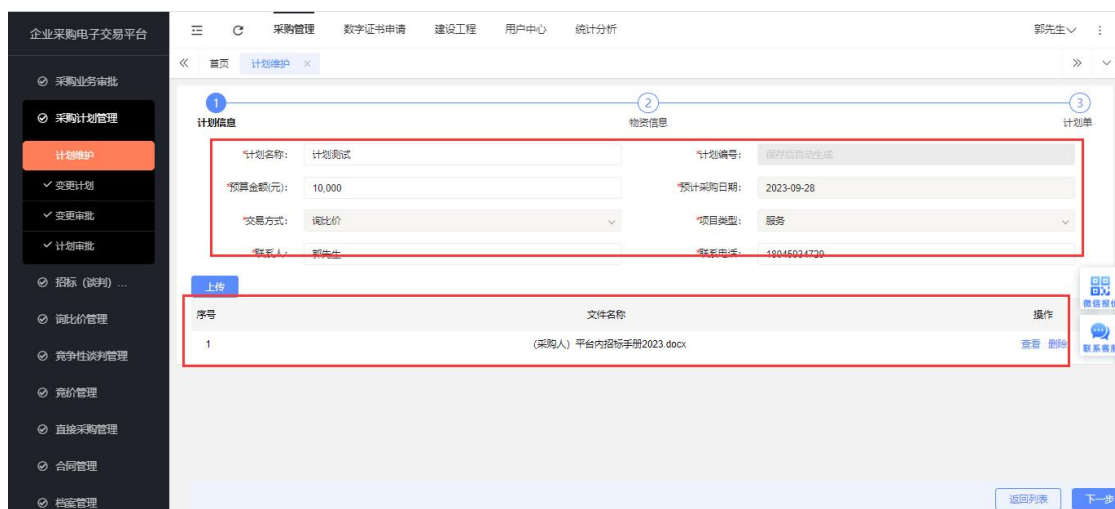 企业采购电子交易平台
采购管理 数字证书申请 建设工程 用户中心 统计分析 郭先生
首页 计划维护
采购业务审批
采购计划管理
计划维护
变更计划
变更审批
计划审批
招标（谈判）...
询比价管理
竞争性谈判管理
竞价管理
直接采购管理
合同管理
档案管理
1 2 3
计划信息 物资信息 计划单
*计划名称: 计划测试 *计划编号: 保存后自动生成
*预算金额(元): 10,000 *预计采购日期: 2023-09-28
*交易方式: 询比价 *项目类型: 服务
*联系人: 郭先生 *联系电话: 18045934729
上传
序号 文件名称 操作
1 (采购人) 平台内招标手册2023.docx 查看 删除
微信报价
联系客服
返回列表 下一步